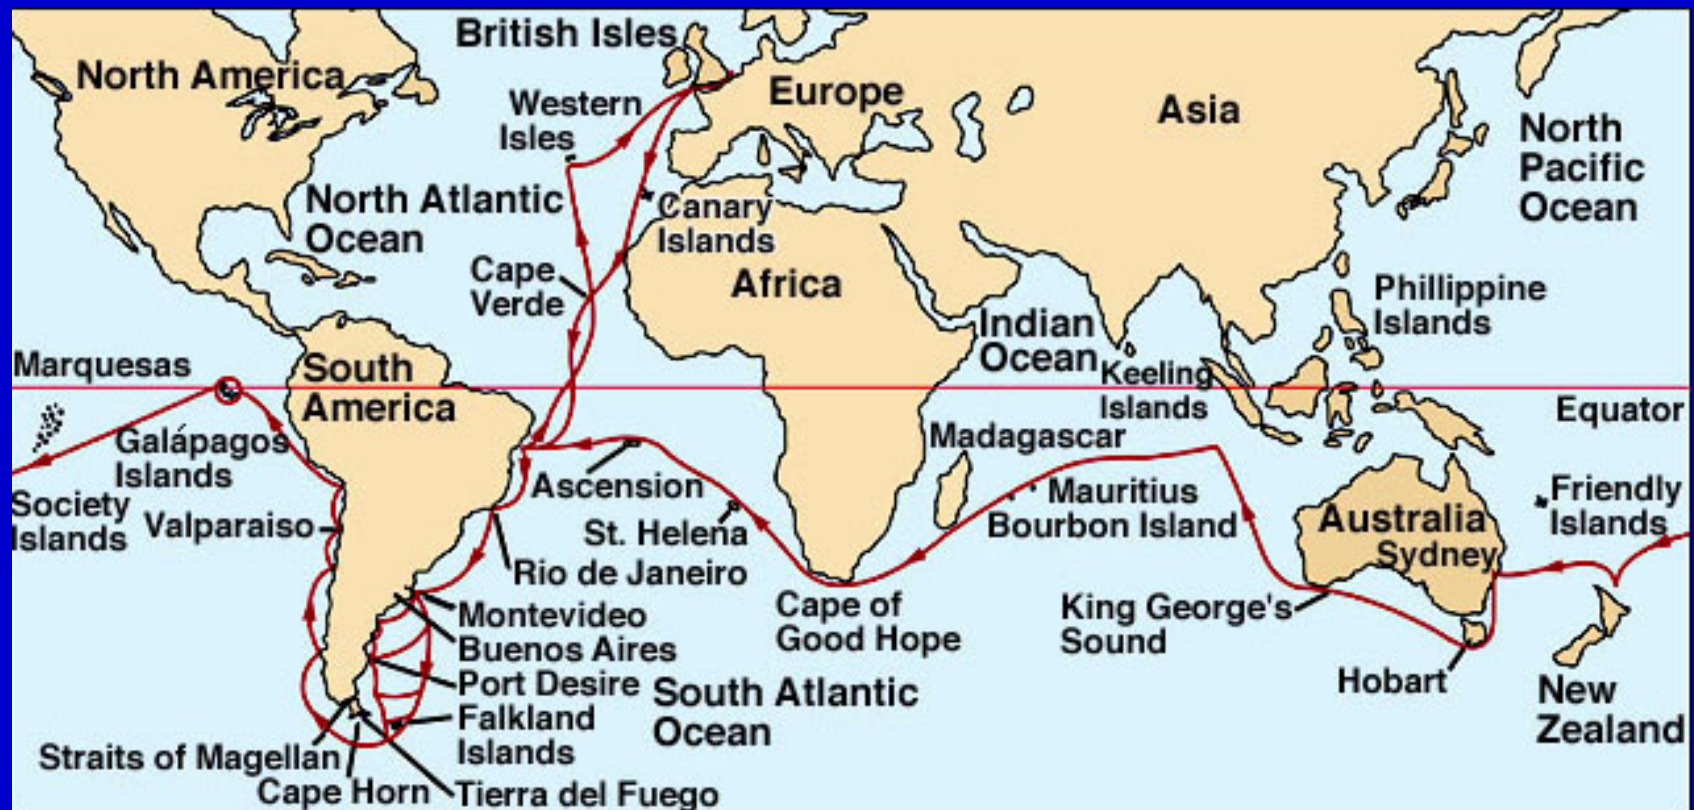 British Isles
North America
Western
Isles
Europe
Asia
North
Pacific
Ocean
North Atlantic
Ocean
Canary
Islands
Cape
Verde
Africa
Phillippine
Islands
Indian
Ocean
Marquesas
South
America
Keeling
Islands
Equator
Galápagos
Islands
Madagascar
Society
Islands
Valparaiso
Ascension
St. Helena
Mauritius
Bourbon Island
Australia
Sydney
Friendly
Islands
Rio de Janeiro
Montevideo
Buenos Aires
Port Desire
Falkland
Islands
Cape of
Good Hope
King George's
Sound
Hobart
New
Zealand
South Atlantic
Ocean
Straits of Magellan
Cape Horn
Tierra del Fuego